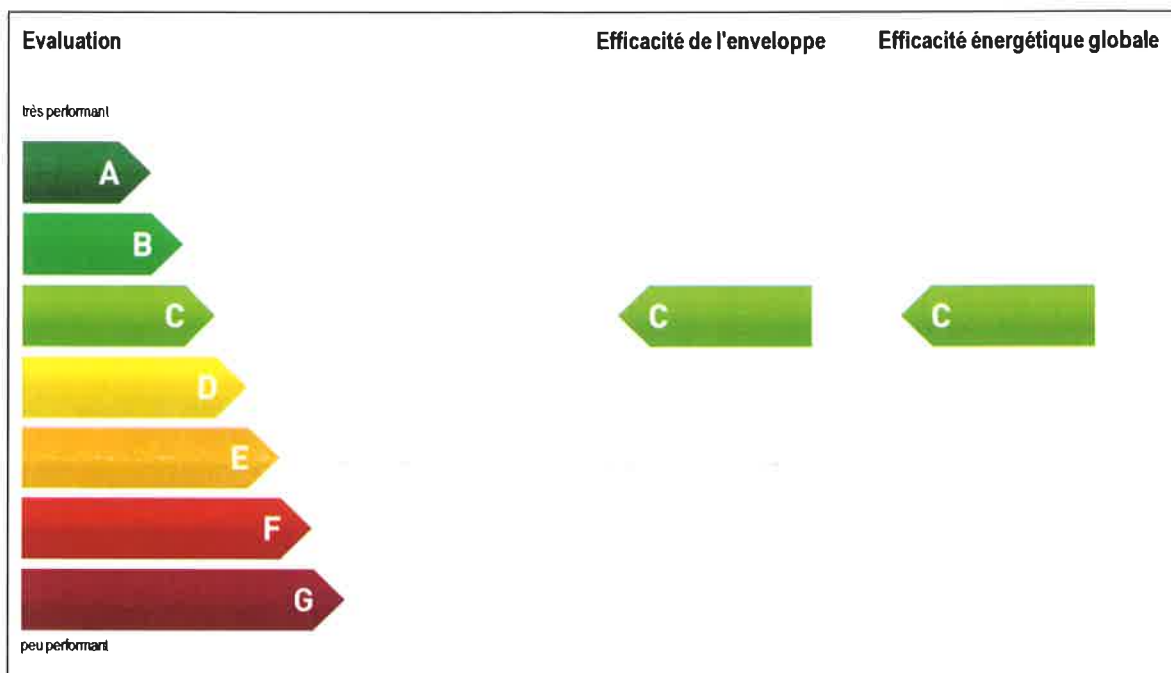 Evaluation Efficacité de l'enveloppe Efficacité énergétique globale
très performant
A
B
C C C
D
E
F
G
peu performant